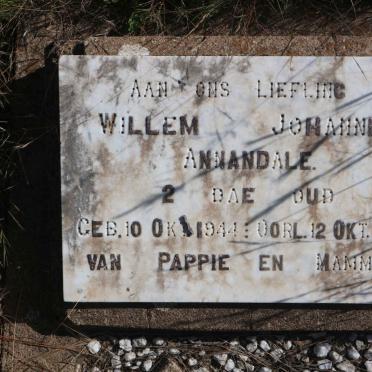 AAN ONS LIEFLING
WILLEM JOHANN
ANNANDALE.
2 DAE OUD
GEB.10 OKT.1944: OORL.12 OKT.
VAN PAPPIE EN MAMM